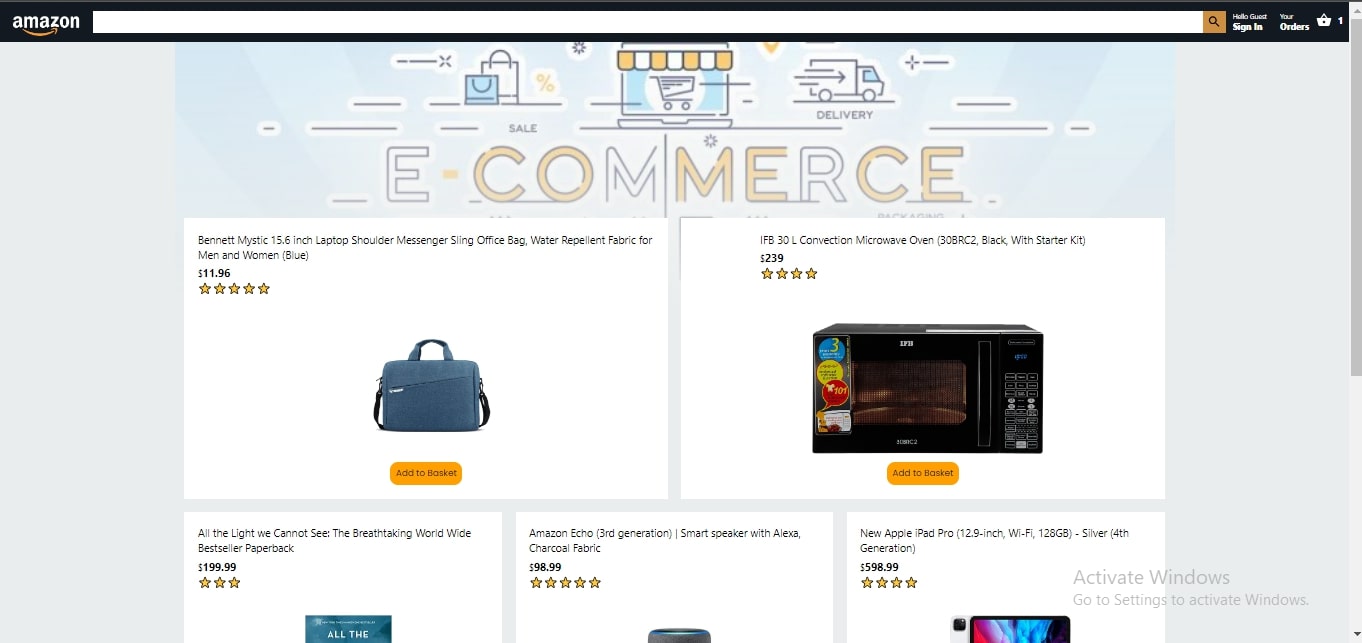 amazon
Hello Guest
Sign In
Your
Orders
1
%
SALE
DELIVERY
E-COMMERCE
PACKAGING
Bennett Mystic 15.6 inch Laptop Shoulder Messenger Sling Office Bag, Water Repellent Fabric for
Men and Women (Blue)
$11.96
Add to Basket
IFB 30 L Convection Microwave Oven (30BRC2, Black, With Starter Kit)
$239
IFB
3
101
30BRC2
Add to Basket
All the Light we Cannot See: The Breathtaking World Wide
Bestseller Paperback
$199.99
ALL THE
Amazon Echo (3rd generation) | Smart speaker with Alexa,
Charcoal Fabric
$98.99
New Apple iPad Pro (12.9-inch, Wi-Fi, 128GB) - Silver (4th
Generation)
$598.99
Activate Windows
Go to Settings to activate Windows.